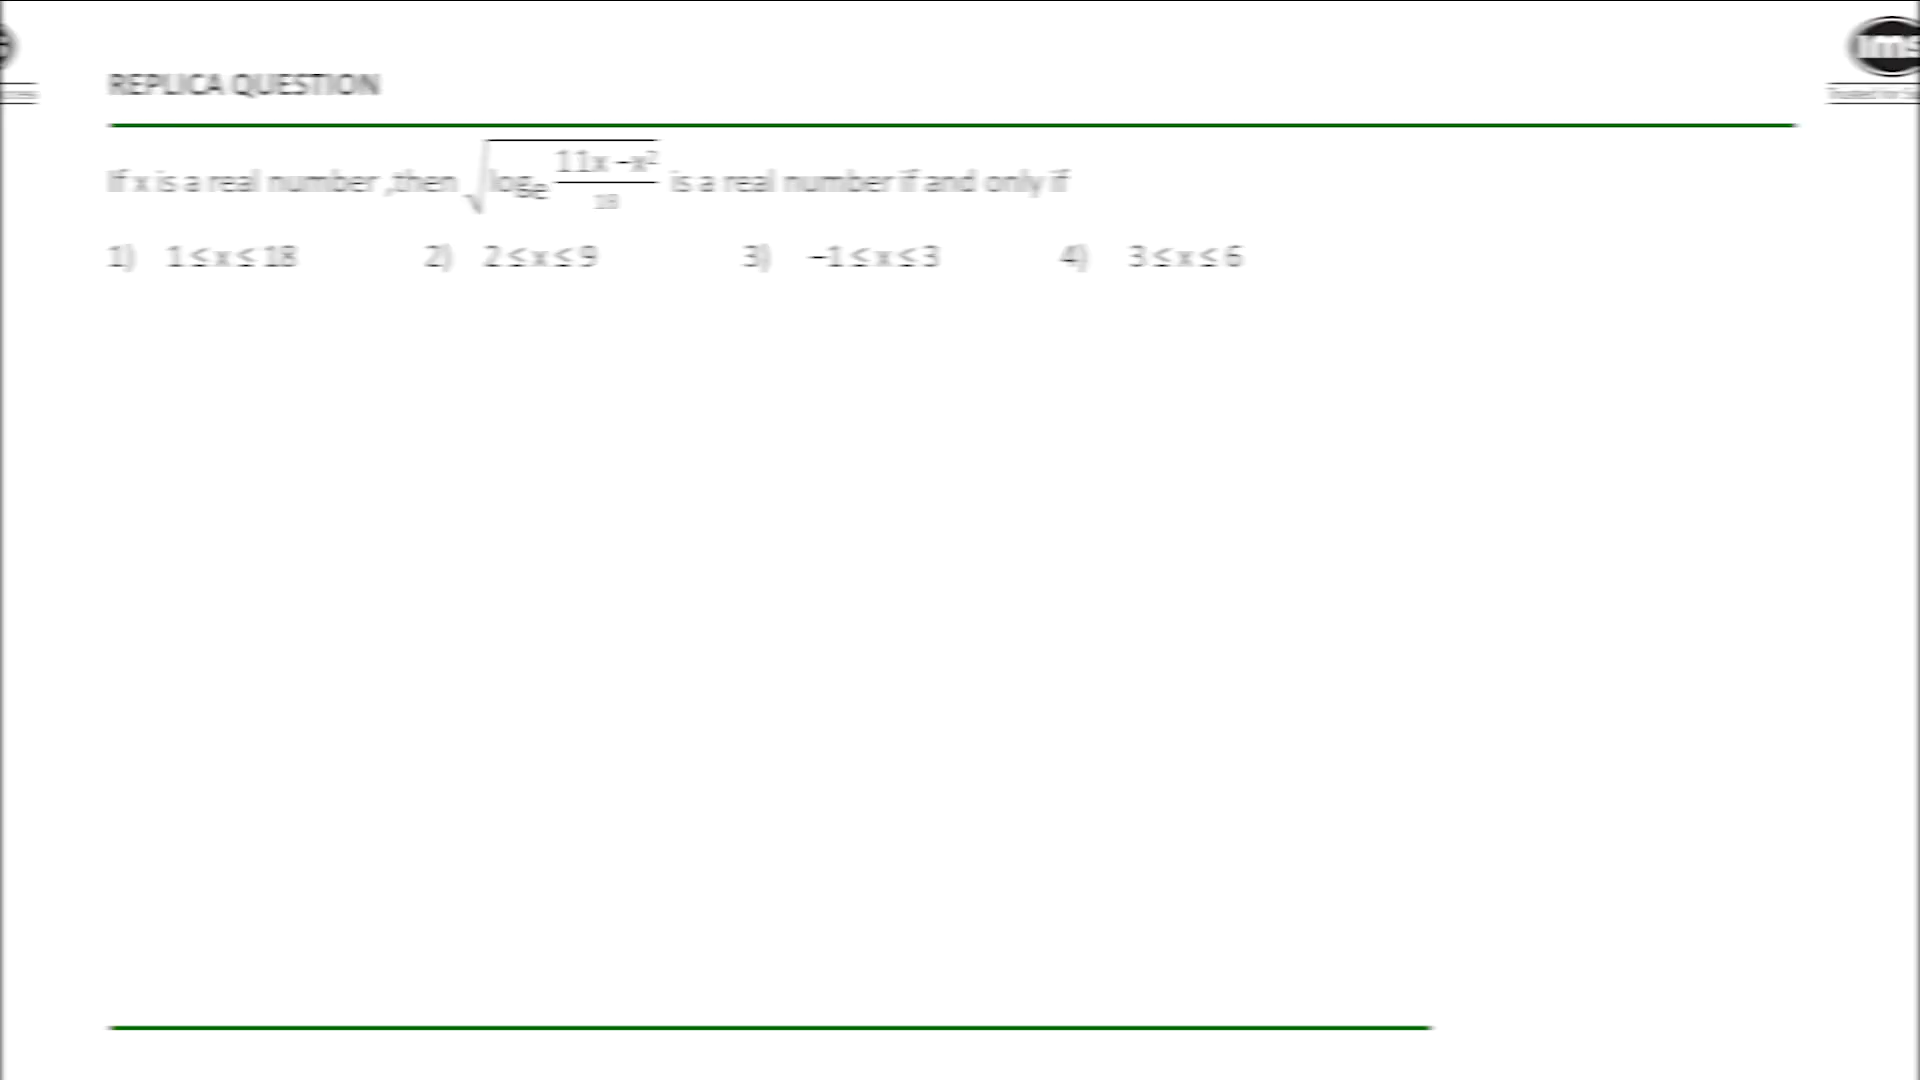 ims
REPLICA QUESTION
If x is a real number ,then √(logₑ (11x –x²)/18) is a real number if and only if
1) 1 ≤ x ≤ 18 2) 2 ≤ x ≤ 9 3) –1 ≤ x ≤ 3 4) 3 ≤ x ≤ 6